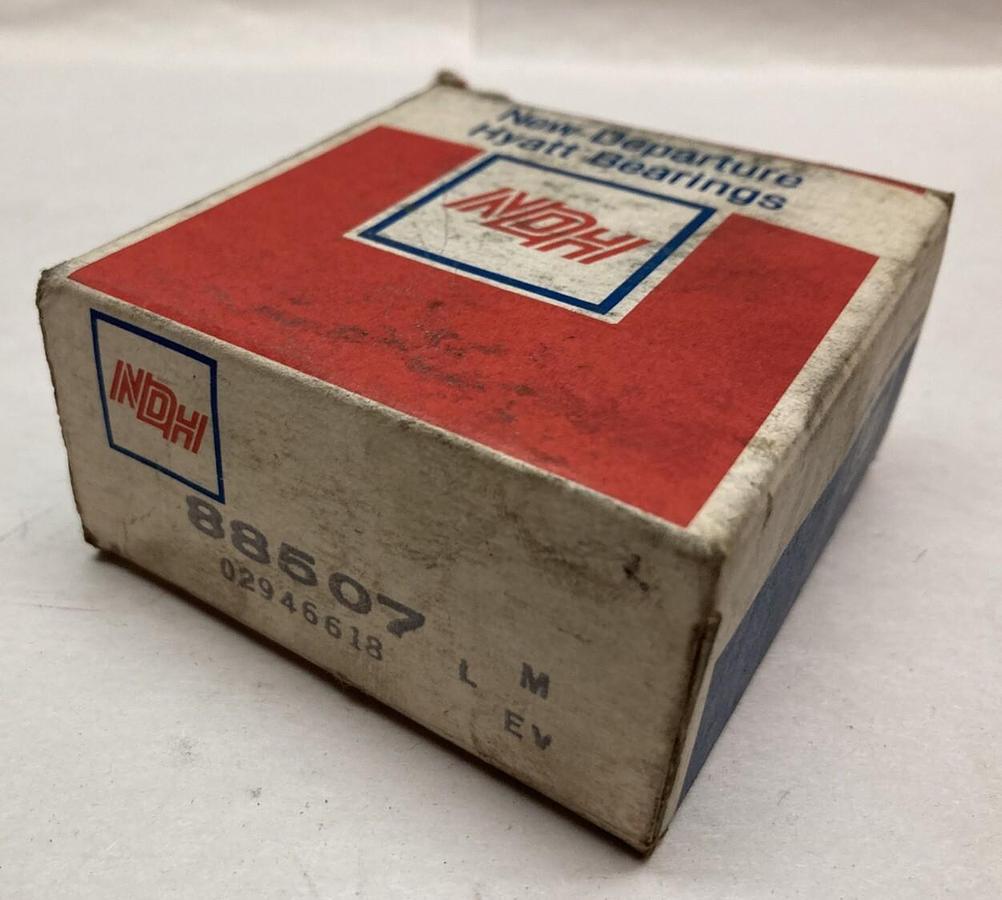 New Departure
Hyatt Bearings
NDH
NDH
88507
02946618
L M
EV